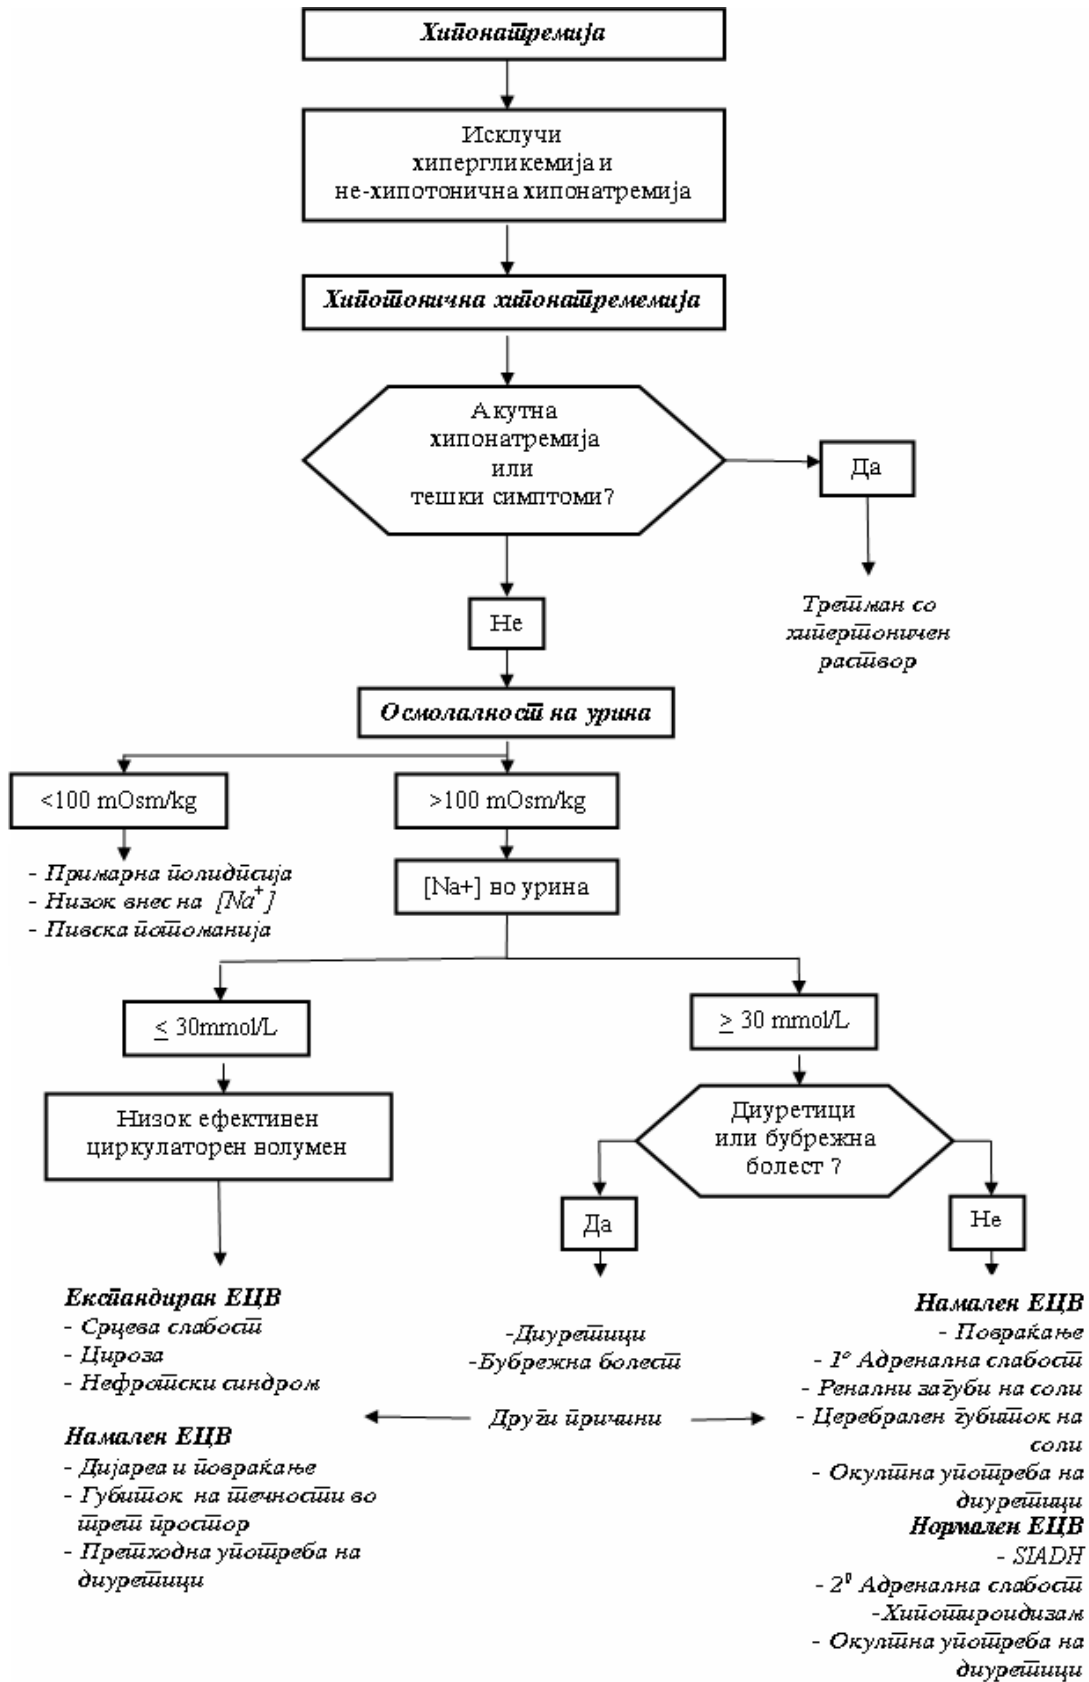 Хипонатремија
Исклучи
хипергликемија и
не-хипотонична хипонатремија
Хипотонична хипонатремемија
Акутна
хипонатремија
или
тешки симптоми?
Да
Не
Третман со
хипертоничен
раствор
Осмолалност на урина
<100 mOsm/kg
>100 mOsm/kg
- Примарна полидпсија
- Низок внес на [Na⁺]
- Пивска потоманија
[Na+] во урина
≤ 30mmol/L
≥ 30 mmol/L
Низок ефективен
циркулаторен волумен
Диуретици
или бубрежна
болест ?
Да
Не
Експандиран ЕЦВ
- Срцева слабост
- Цироза
- Нефротски синдром
Намален ЕЦВ
- Дијареа и повраќање
- Губиток на течности во
трет простор
- Претходна употреба на
диуретици
-Диуретици
-Бубрежна болест
Други причини
Намален ЕЦВ
- Повраќање
- 1º Адренална слабост
- Ренални загуби на соли
- Церебрален губиток на
соли
- Окултна употреба на
диуретици
Нормален ЕЦВ
- SIADH
- 2⁰ Адренална слабост
-Хипотироидизам
- Окултна употреба на
диуретици